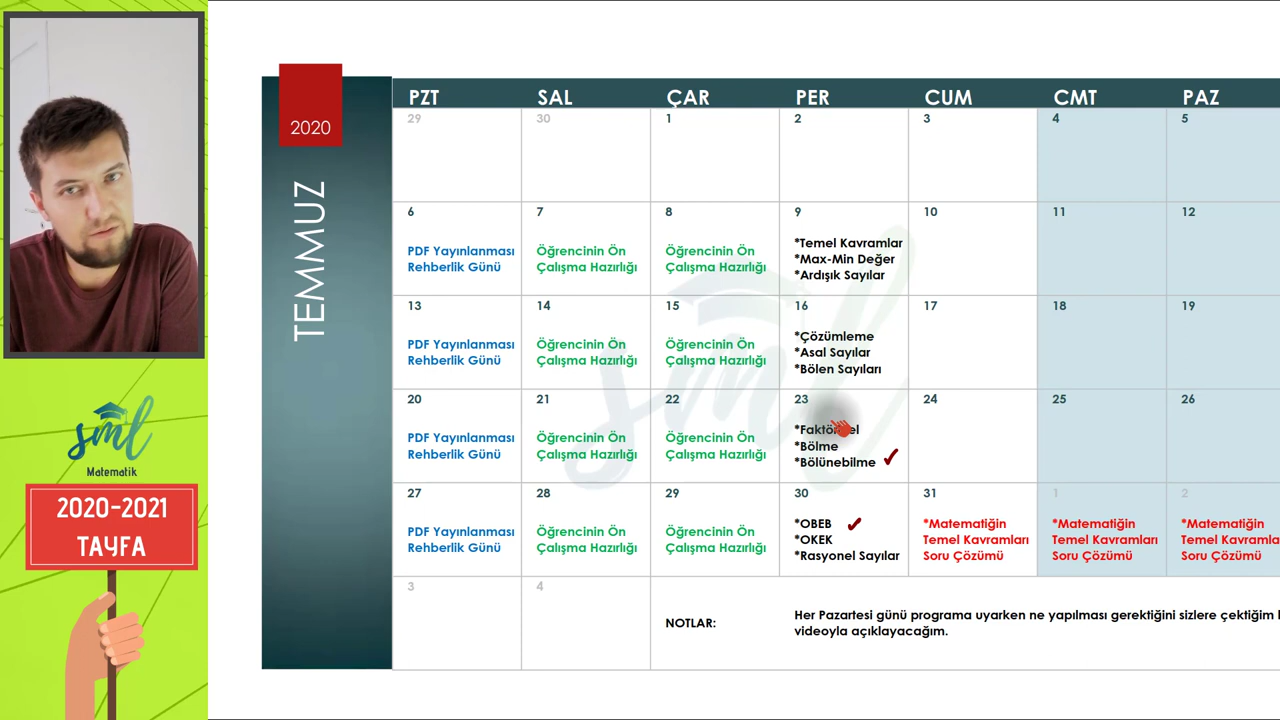 sml
Matematik
2020-2021
TAYFA
2020
TEMMUZ
PZT SAL ÇAR PER CUM CMT PAZ
29 30 1 2 3 4 5
6 7 8 9 10 11 12
PDF Yayınlanması Öğrencinin Ön Öğrencinin Ön *Temel Kavramlar
Rehberlik Günü Çalışma Hazırlığı Çalışma Hazırlığı *Max-Min Değer
*Ardışık Sayılar
13 14 15 16 17 18 19
PDF Yayınlanması Öğrencinin Ön Öğrencinin Ön *Çözümleme
Rehberlik Günü Çalışma Hazırlığı Çalışma Hazırlığı *Asal Sayılar
*Bölen Sayıları
20 21 22 23 24 25 26
*Faktöriyel
PDF Yayınlanması Öğrencinin Ön Öğrencinin Ön *Bölme
Rehberlik Günü Çalışma Hazırlığı Çalışma Hazırlığı *Bölünebilme ✓
27 28 29 30 31 1 2
*OBEB ✓ *Matematiğin *Matematiğin *Matematiğin
PDF Yayınlanması Öğrencinin Ön Öğrencinin Ön *OKEK Temel Kavramları Temel Kavramları Temel Kavramla
Rehberlik Günü Çalışma Hazırlığı Çalışma Hazırlığı *Rasyonel Sayılar Soru Çözümü Soru Çözümü Soru Çözümü
3 4
NOTLAR: Her Pazartesi günü programa uyarken ne yapılması gerektiğini sizlere çektiğim
videoyla açıklayacağım.